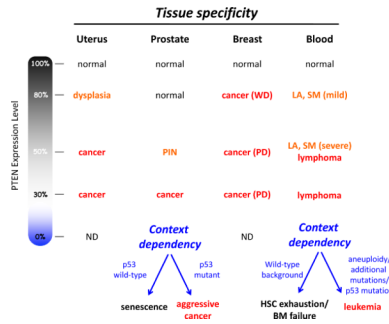 Tissue specificity
Uterus Prostate Breast Blood
PTEN Expression Level
100% normal normal normal normal
80% dysplasia normal cancer (WD) LA, SM (mild)
50% cancer PIN cancer (PD) LA, SM (severe)
lymphoma
30% cancer cancer cancer (PD) lymphoma
0% ND Context
dependency ND Context
dependency
p53
wild-type
p53
mutant
Wild-type
background
aneuploidy/
additional
mutations/
p53 mutatio
senescence aggressive
cancer
HSC exhaustion/
BM failure
leukemia